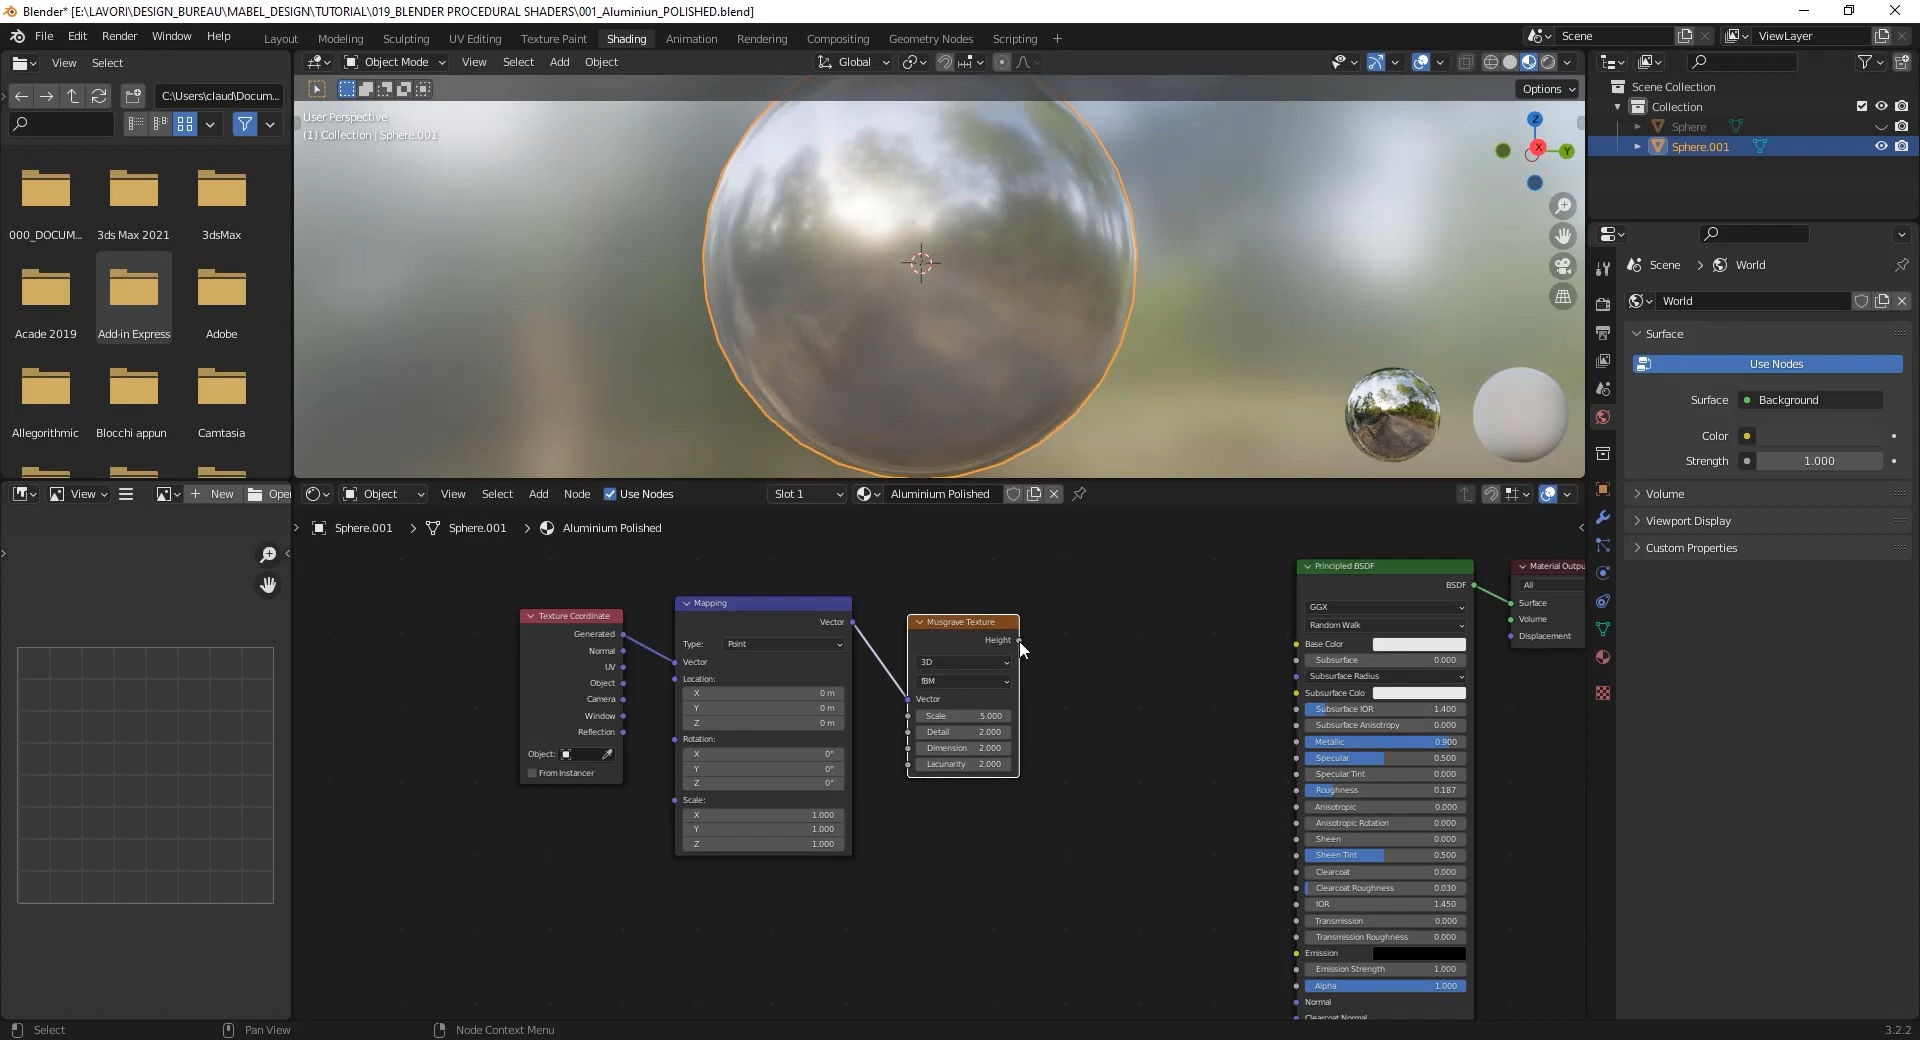 Blender* [E:\LAVORI\DESIGN_BUREAU\MABEL_DESIGN\TUTORIAL\019_BLENDER PROCEDURAL SHADERS\001_Aluminiun_POLISHED.blend]
File Edit Render Window Help Layout Modeling Sculpting UV Editing Texture Paint Shading Animation Rendering Compositing Geometry Nodes Scripting + Scene ViewLayer
View Select
C:\Users\claud\Docum...
000_DOCUM... 3ds Max 2021 3dsMax
Acade 2019 Add-in Express Adobe
Allegorithmic Blocchi appun Camtasia
Object Mode View Select Add Object Global
Options
User Perspective
(1) Collection | Sphere.001
Z
X
Y
Scene Collection
Collection
Sphere
Sphere.001
Scene > World
World
Surface
Use Nodes
Surface Background
Color
Strength 1.000
Volume
Viewport Display
Custom Properties
View New Open
Object View Select Add Node Use Nodes Slot 1 Aluminium Polished
Sphere.001 > Sphere.001 > Aluminium Polished
Texture Coordinate
Generated
Normal
UV
Object
Camera
Window
Reflection
Object:
From Instancer
Mapping
Vector
Type: Point
Vector
Location:
X 0 m
Y 0 m
Z 0 m
Rotation:
X 0°
Y 0°
Z 0°
Scale:
X 1.000
Y 1.000
Z 1.000
Musgrave Texture
Height
3D
fBM
Vector
Scale 5.000
Detail 2.000
Dimension 2.000
Lacunarity 2.000
Principled BSDF
BSDF
GGX
Random Walk
Base Color
Subsurface 0.000
Subsurface Radius
Subsurface Colo
Subsurface IOR 1.400
Subsurface Anisotropy 0.000
Metallic 0.900
Specular 0.500
Specular Tint 0.000
Roughness 0.187
Anisotropic 0.000
Anisotropic Rotation 0.000
Sheen 0.000
Sheen Tint 0.500
Clearcoat 0.000
Clearcoat Roughness 0.030
IOR 1.450
Transmission 0.000
Transmission Roughness 0.000
Emission
Emission Strength 1.000
Alpha 1.000
Normal
Clearcoat Normal
Material Outpu
All
Surface
Volume
Displacement
Select Pan View Node Context Menu 3.2.2